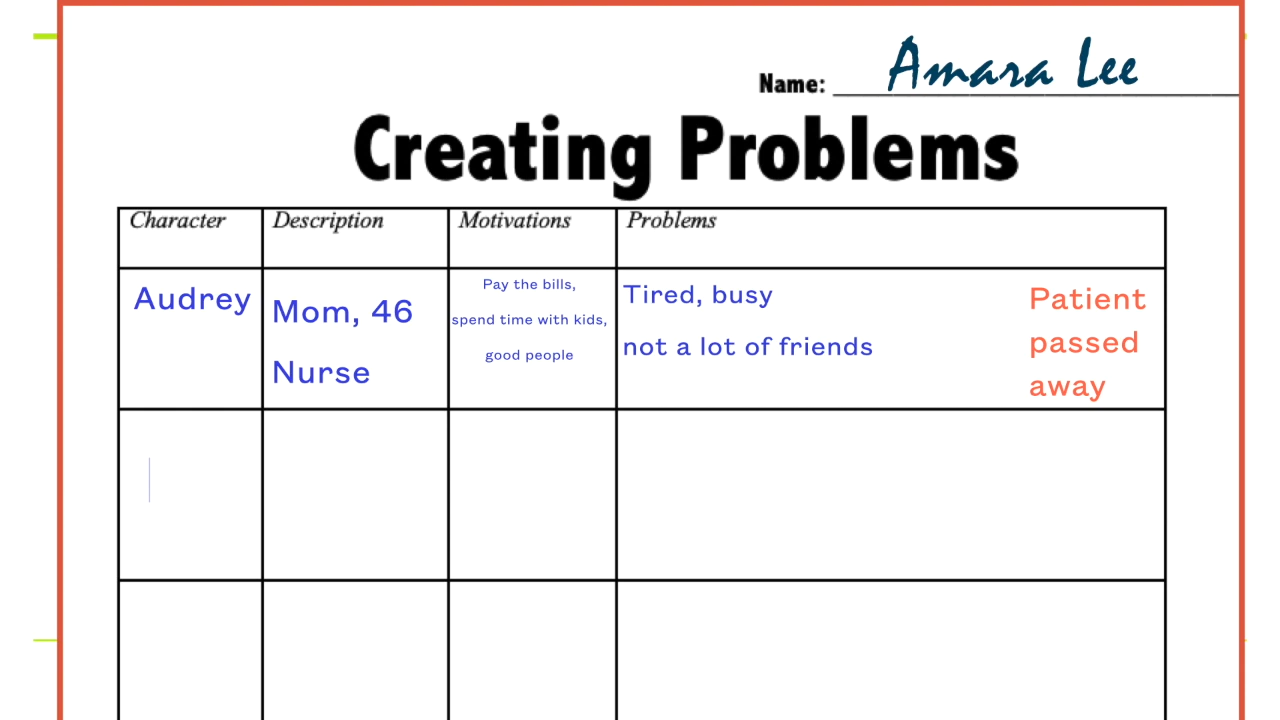 Name: Amara Lee
Creating Problems
Character Description Motivations Problems
Audrey
Mom, 46
Nurse
Pay the bills,
spend time with kids,
good people
Tired, busy
not a lot of friends
Patient
passed
away